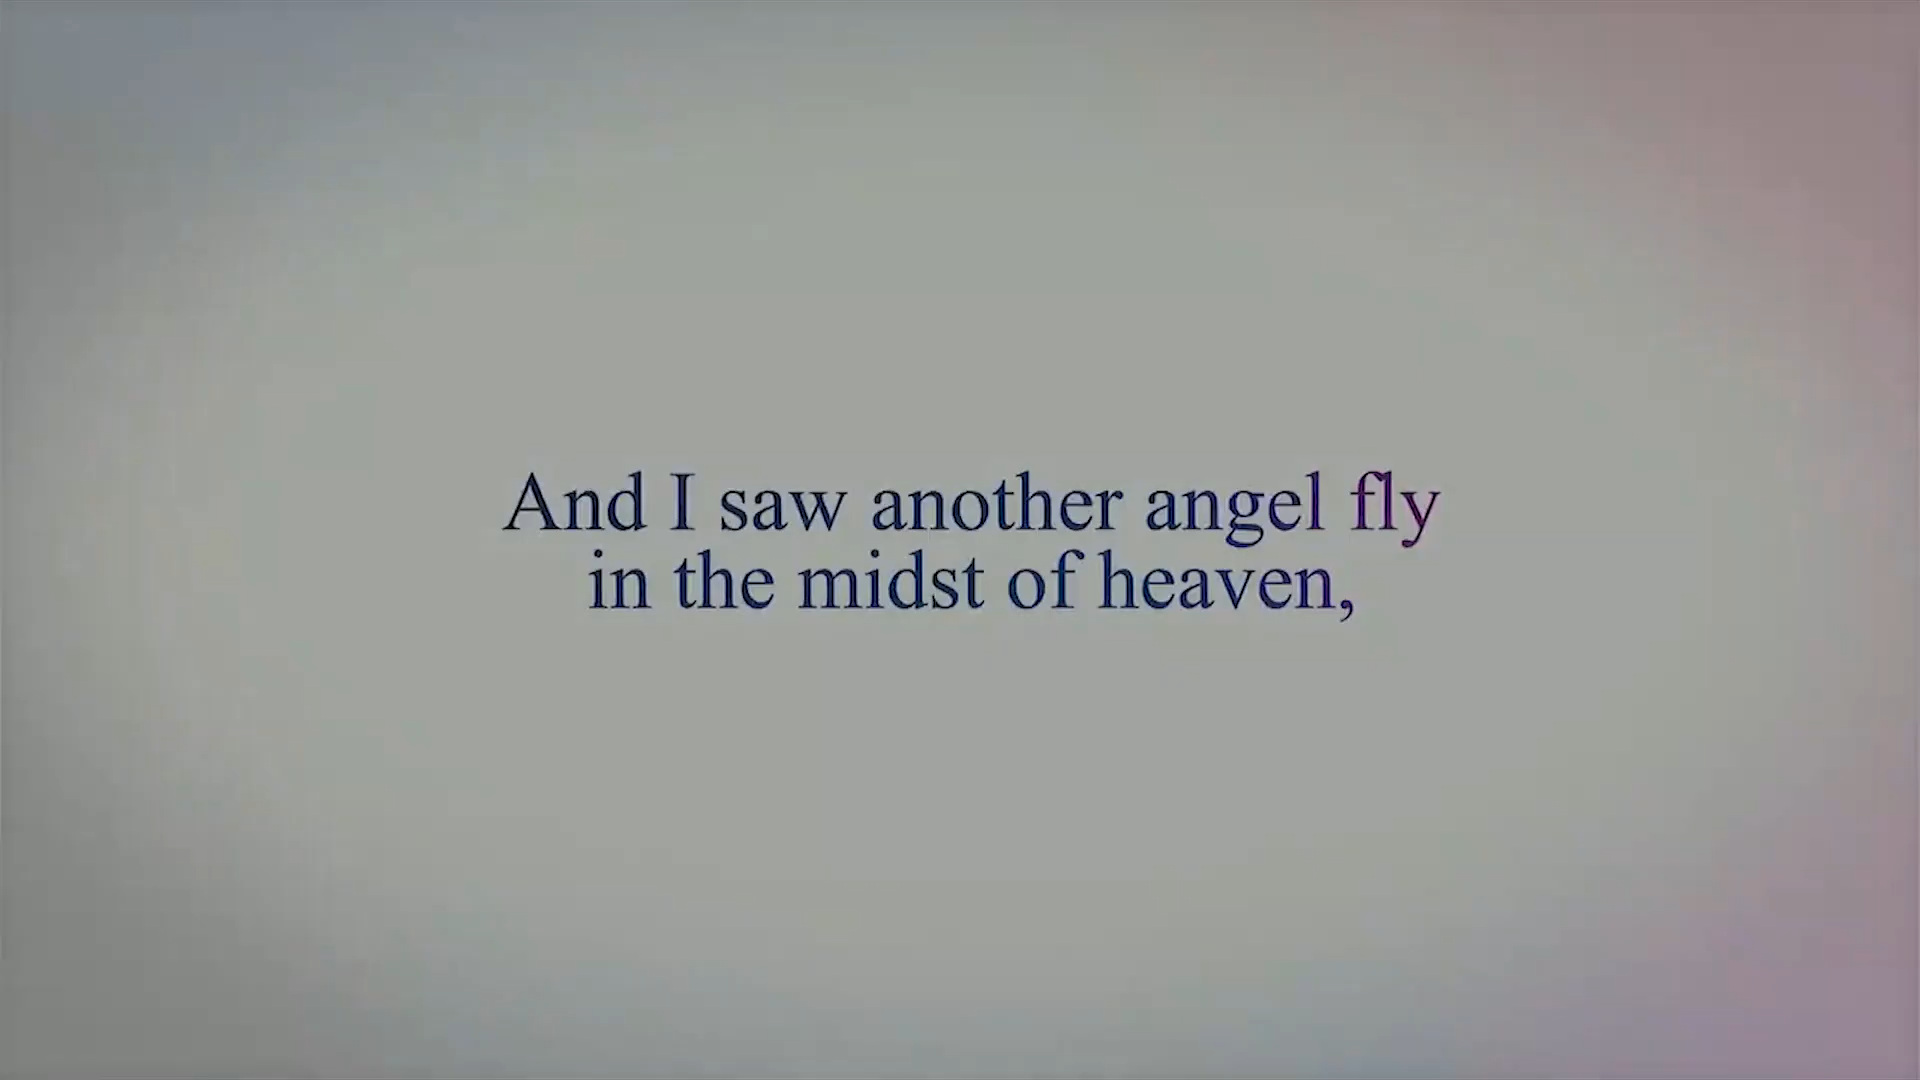 And I saw another angel fly
in the midst of heaven,